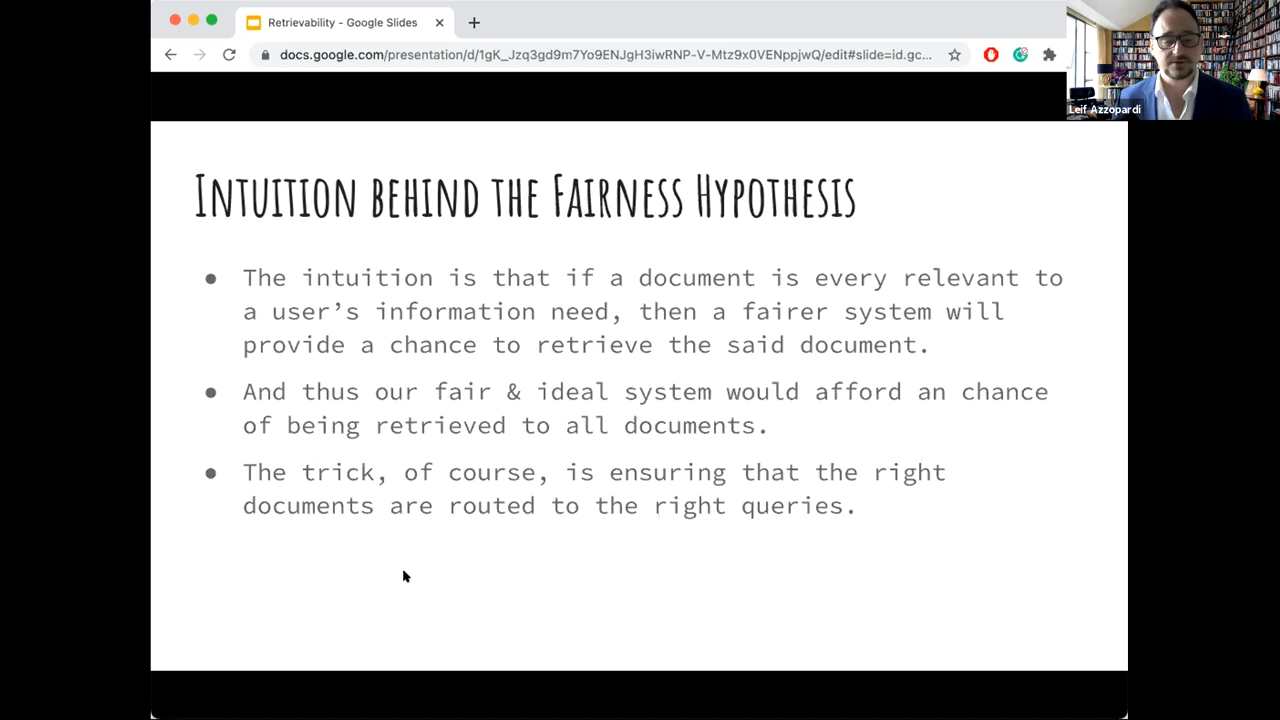 Retrievability - Google Slides
docs.google.com/presentation/d/1gK_Jzq3gd9m7Yo9ENJgH3iwRNP-V-Mtz9x0VENppjwQ/edit#slide=id.gc...
Leif Azzopardi
INTUITION BEHIND THE FAIRNESS HYPOTHESIS
● The intuition is that if a document is every relevant to
a user’s information need, then a fairer system will
provide a chance to retrieve the said document.
● And thus our fair & ideal system would afford an chance
of being retrieved to all documents.
● The trick, of course, is ensuring that the right
documents are routed to the right queries.